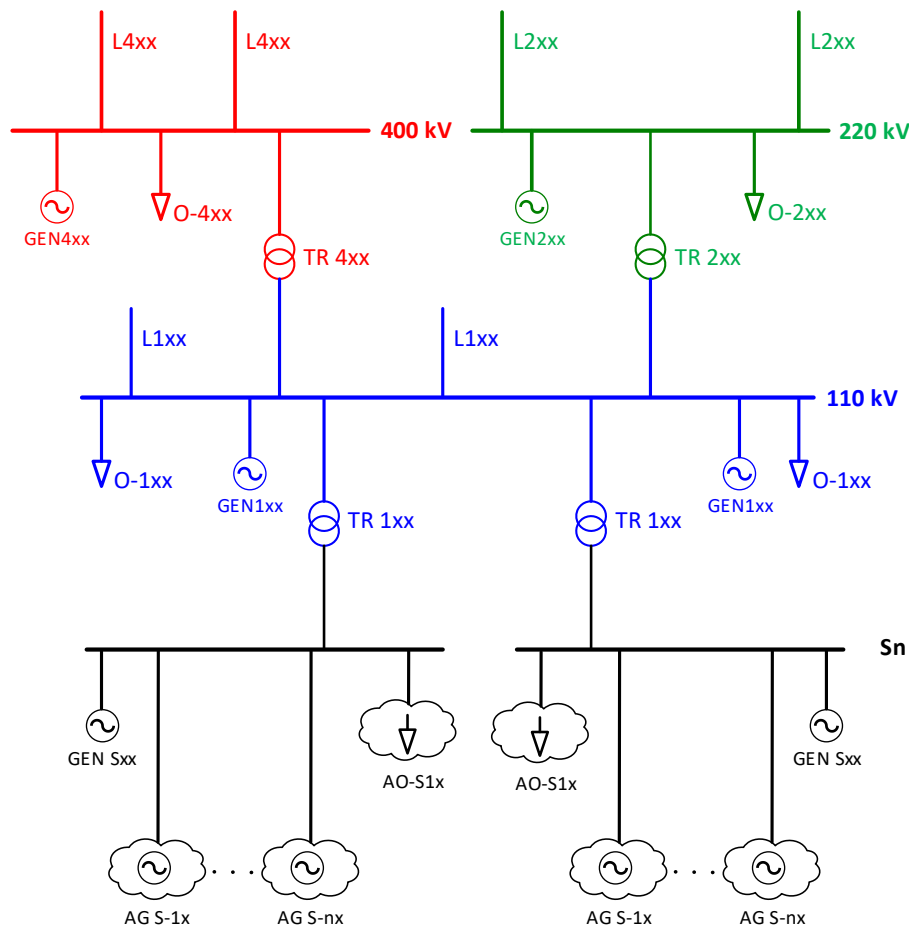 L4xx
L4xx
L2xx
L2xx
400 kV
220 kV
O-4xx
O-2xx
GEN4xx
GEN2xx
TR 4xx
TR 2xx
L1xx
L1xx
110 kV
O-1xx
GEN1xx
GEN1xx
O-1xx
TR 1xx
TR 1xx
Sn
GEN Sxx
AO-S1x
AO-S1x
GEN Sxx
. . .
. . .
AG S-1x
AG S-nx
AG S-1x
AG S-nx